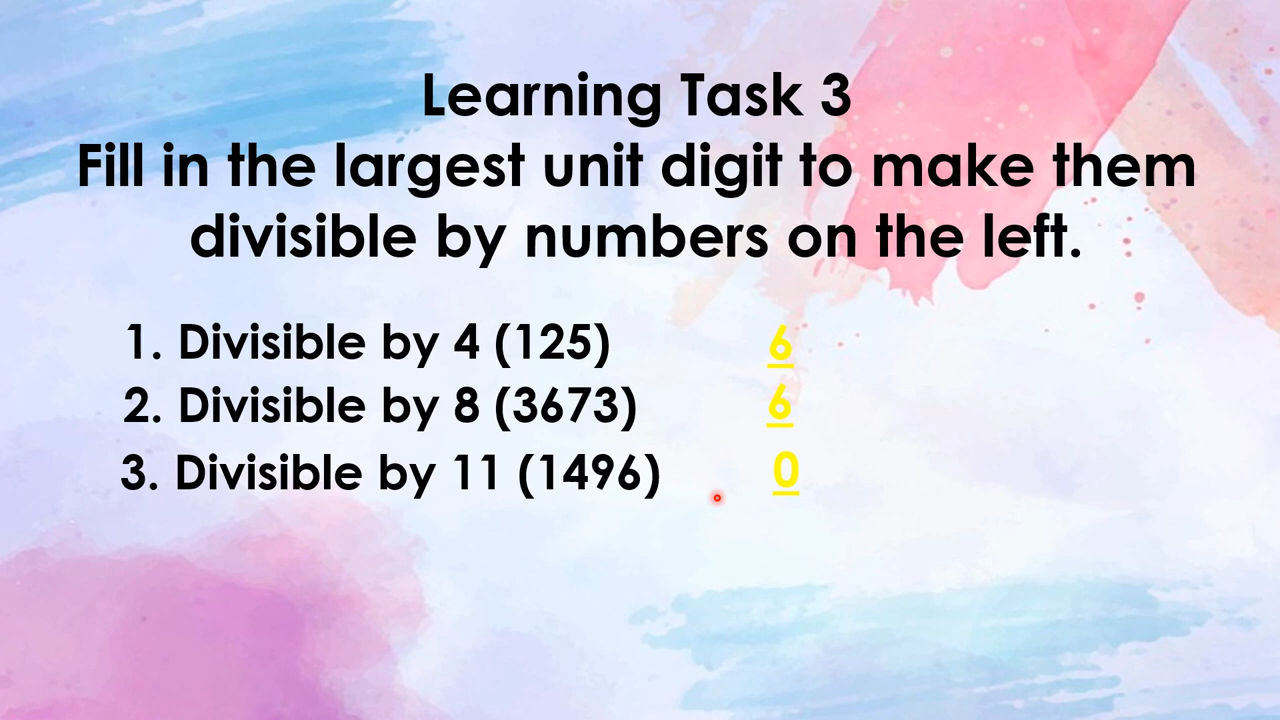 Learning Task 3
Fill in the largest unit digit to make them
divisible by numbers on the left.
1. Divisible by 4 (125) 6
2. Divisible by 8 (3673) 6
3. Divisible by 11 (1496) 0